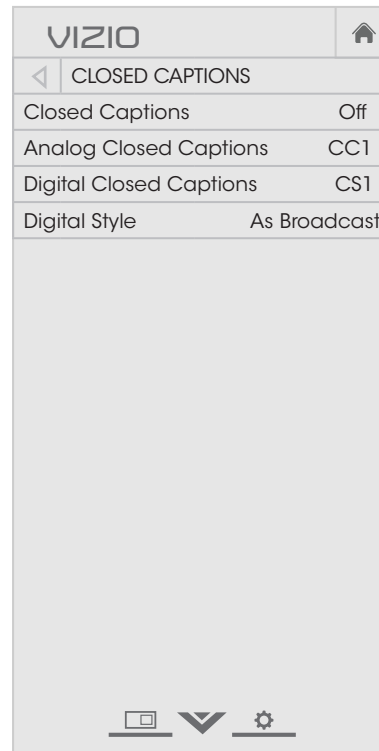 VIZIO
CLOSED CAPTIONS
Closed Captions Off
Analog Closed Captions CC1
Digital Closed Captions CS1
Digital Style As Broadcast